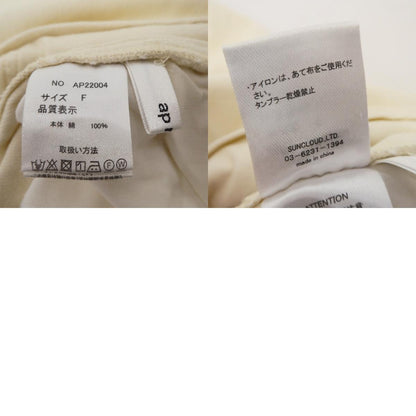 NO AP22004
サイズ F
品質表示
本体 綿 100%
取扱い方法
ap
・アイロンは、あて布をご使用くだ
さい。
タンブラー乾燥禁止
SUNCLOUD.LTD.
03-6231-1394
made in china
ATTENTION